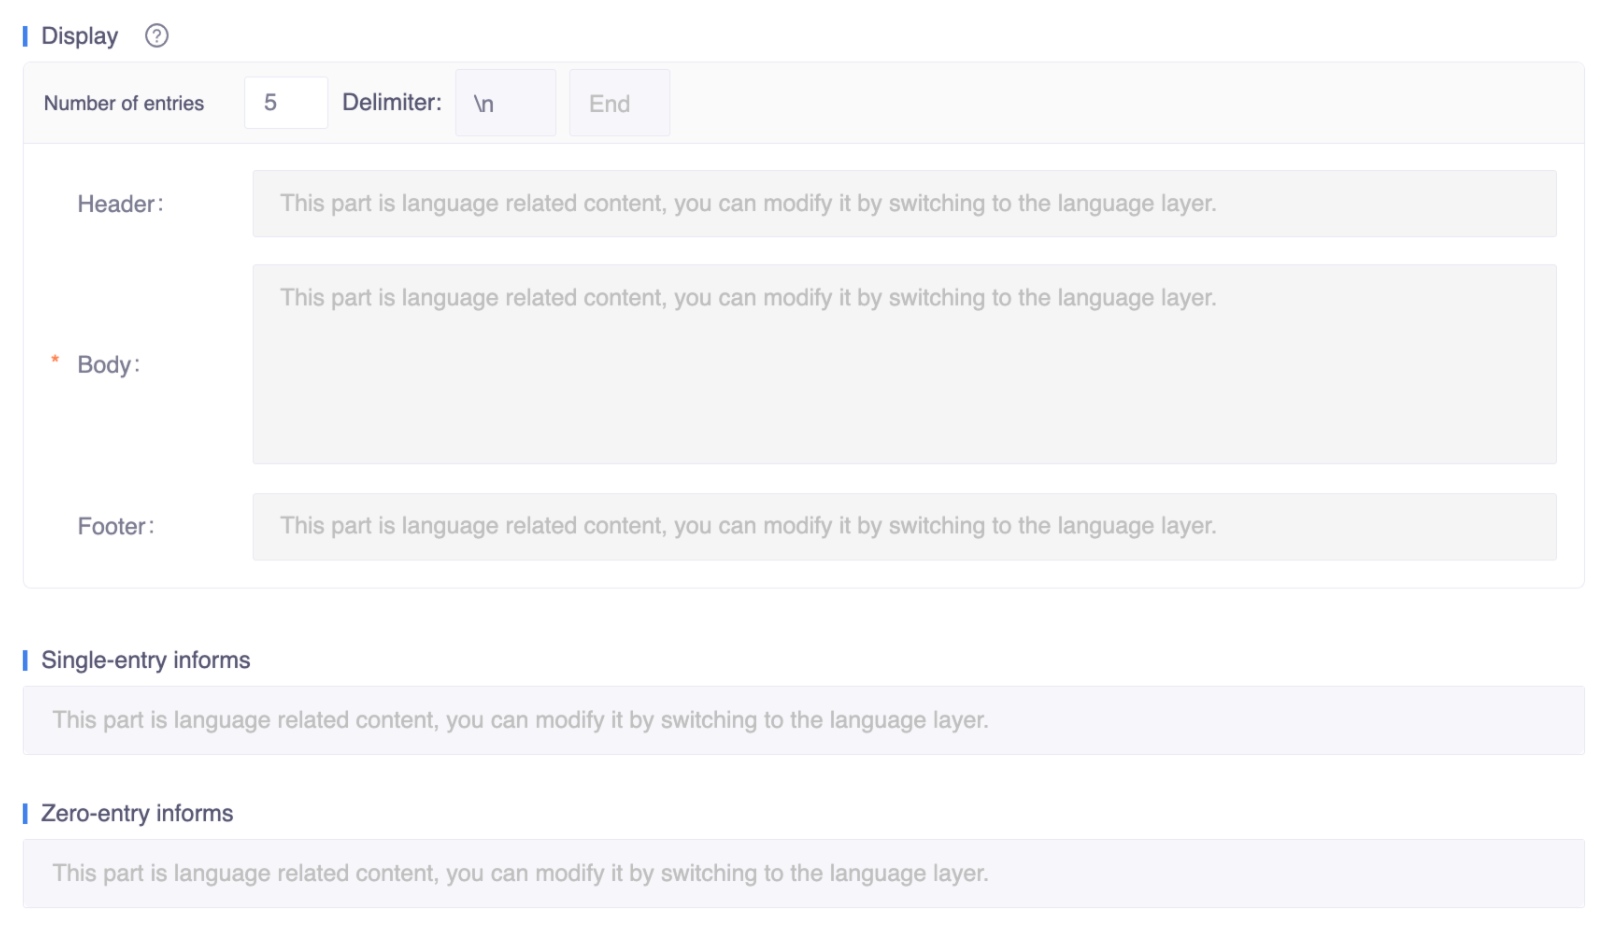 Display ?
Number of entries 5 Delimiter: \n End
Header: This part is language related content, you can modify it by switching to the language layer.
This part is language related content, you can modify it by switching to the language layer.
* Body:
Footer: This part is language related content, you can modify it by switching to the language layer.
Single-entry informs
This part is language related content, you can modify it by switching to the language layer.
Zero-entry informs
This part is language related content, you can modify it by switching to the language layer.